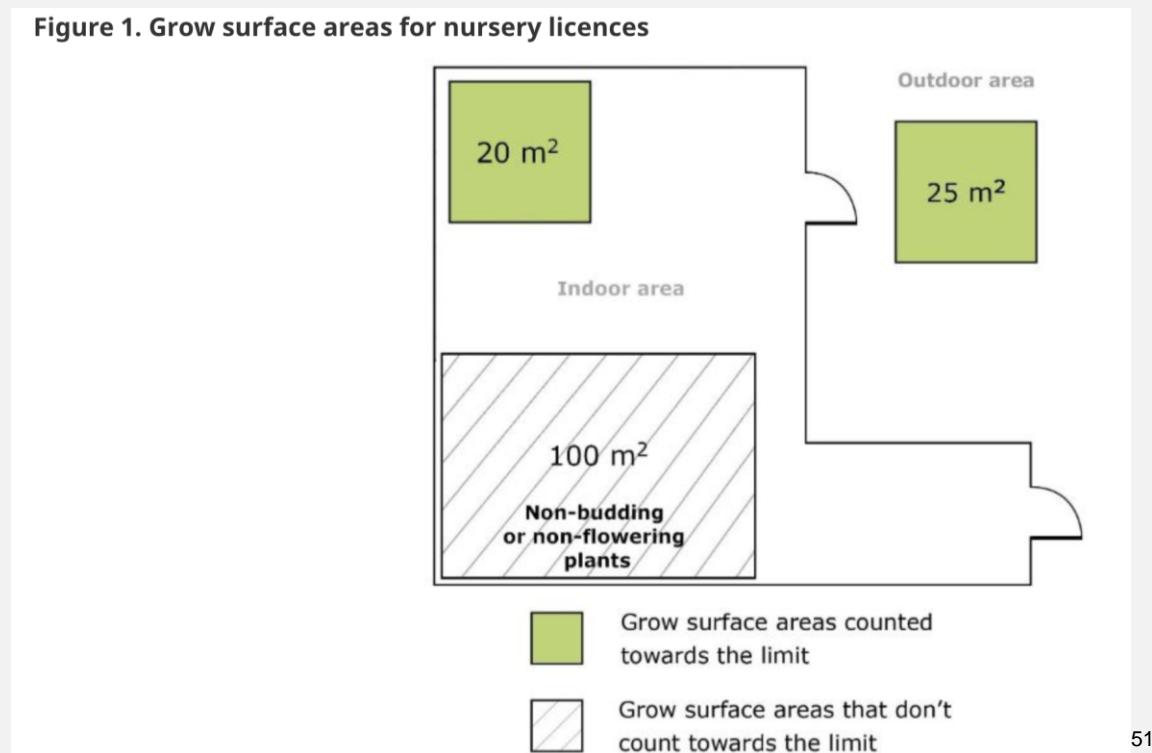 Figure 1. Grow surface areas for nursery licences
Outdoor area
20 m²
25 m²
Indoor area
100 m²
Non-budding
or non-flowering
plants
Grow surface areas counted
towards the limit
Grow surface areas that don't
count towards the limit
51